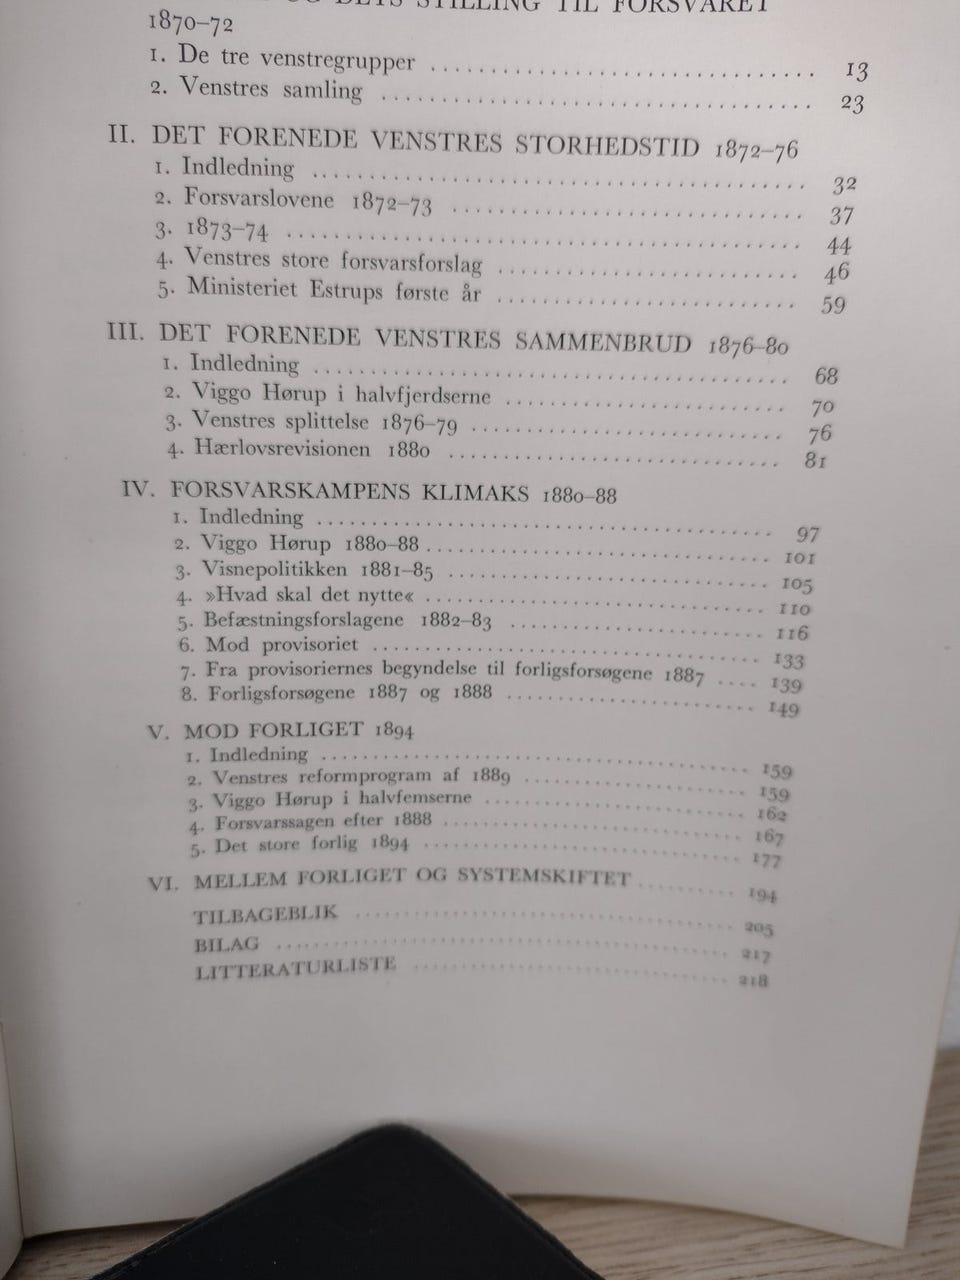 OG DETS STILLING TIL FORSVARET
1870–72
1. De tre venstregrupper ........ 13
2. Venstres samling ........ 23
II. DET FORENEDE VENSTRES STORHEDSTID 1872–76
1. Indledning ........ 32
2. Forsvarslovene 1872–73 ........ 37
3. 1873–74 ........ 44
4. Venstres store forsvarsforslag ........ 46
5. Ministeriet Estrups første år ........ 59
III. DET FORENEDE VENSTRES SAMMENBRUD 1876–80
1. Indledning ........ 68
2. Viggo Hørup i halvfjerdserne ........ 70
3. Venstres splittelse 1876–79 ........ 76
4. Hærlovsrevisionen 1880 ........ 81
IV. FORSVARSKAMPENS KLIMAKS 1880–88
1. Indledning ........ 97
2. Viggo Hørup 1880–88 ........ 101
3. Visnepolitikken 1881–85 ........ 105
4. »Hvad skal det nytte« ........ 110
5. Befæstningsforslagene 1882–83 ........ 116
6. Mod provisoriet ........ 133
7. Fra provisoriernes begyndelse til forligsforsøgene 1887 .... 139
8. Forligsforsøgene 1887 og 1888 ........ 149
V. MOD FORLIGET 1894
1. Indledning ........ 159
2. Venstres reformprogram af 1889 ........ 159
3. Viggo Hørup i halvfemserne ........ 162
4. Forsvarssagen efter 1888 ........ 167
5. Det store forlig 1894 ........ 177
VI. MELLEM FORLIGET OG SYSTEMSKIFTET ........ 194
TILBAGEBLIK ........ 205
BILAG ........ 217
LITTERATURLISTE ........ 218